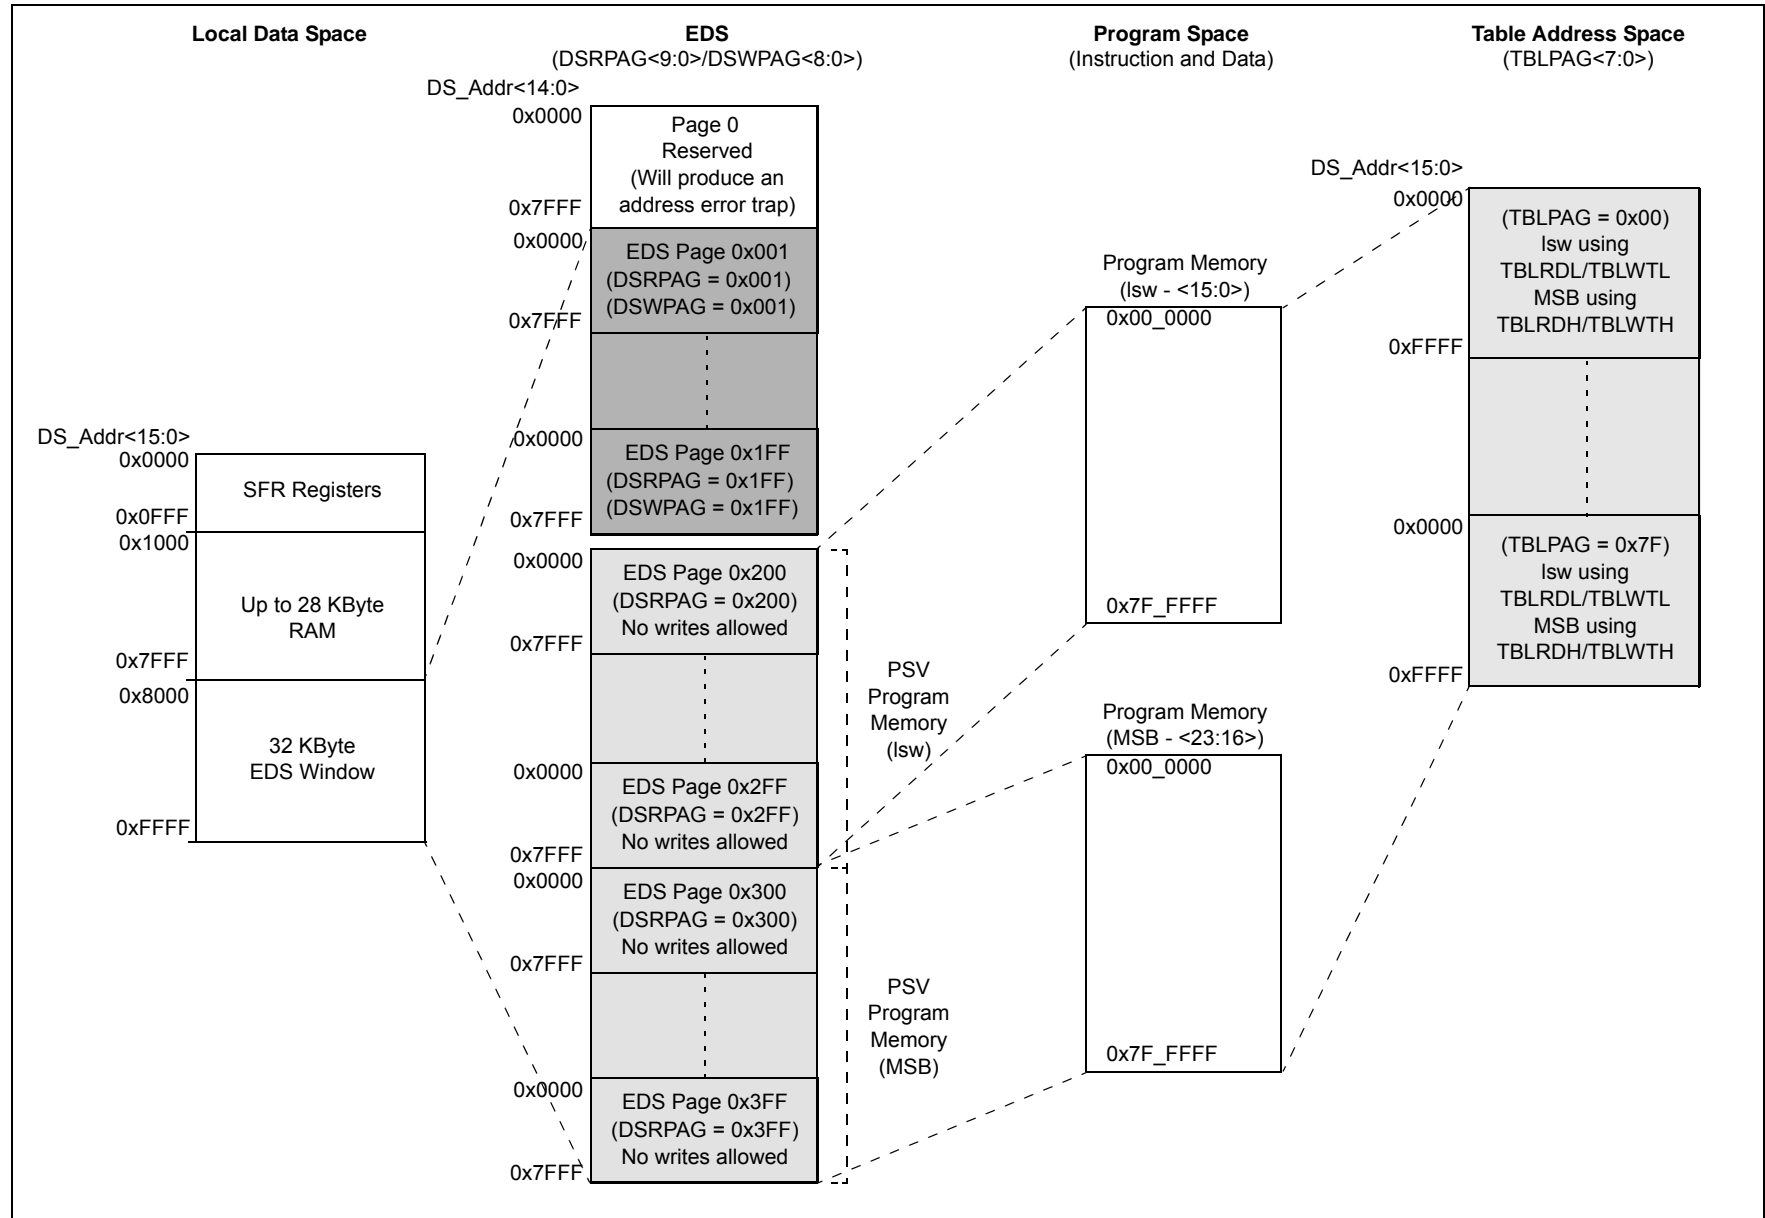 Local Data Space
DS_Addr<15:0>
0x0000
SFR Registers
0x0FFF
0x1000
Up to 28 KByte
RAM
0x7FFF
0x8000
32 KByte
EDS Window
0xFFFF
EDS
(DSRPAG<9:0>/DSWPAG<8:0>)
DS_Addr<14:0>
0x0000
Page 0
Reserved
(Will produce an
address error trap)
0x7FFF
0x0000
EDS Page 0x001
(DSRPAG = 0x001)
(DSWPAG = 0x001)
0x7FFF
0x0000
EDS Page 0x1FF
(DSRPAG = 0x1FF)
(DSWPAG = 0x1FF)
0x7FFF
0x0000
EDS Page 0x200
(DSRPAG = 0x200)
No writes allowed
0x7FFF
PSV
Program
Memory
(lsw)
0x0000
EDS Page 0x2FF
(DSRPAG = 0x2FF)
No writes allowed
0x7FFF
0x0000
EDS Page 0x300
(DSRPAG = 0x300)
No writes allowed
0x7FFF
PSV
Program
Memory
(MSB)
0x0000
EDS Page 0x3FF
(DSRPAG = 0x3FF)
No writes allowed
0x7FFF
Program Space
(Instruction and Data)
Program Memory
(lsw - <15:0>)
0x00_0000
0x7F_FFFF
Program Memory
(MSB - <23:16>)
0x00_0000
0x7F_FFFF
Table Address Space
(TBLPAG<7:0>)
DS_Addr<15:0>
0x0000
(TBLPAG = 0x00)
lsw using
TBLRDL/TBLWTL
MSB using
TBLRDH/TBLWTH
0xFFFF
0x0000
(TBLPAG = 0x7F)
lsw using
TBLRDL/TBLWTL
MSB using
TBLRDH/TBLWTH
0xFFFF